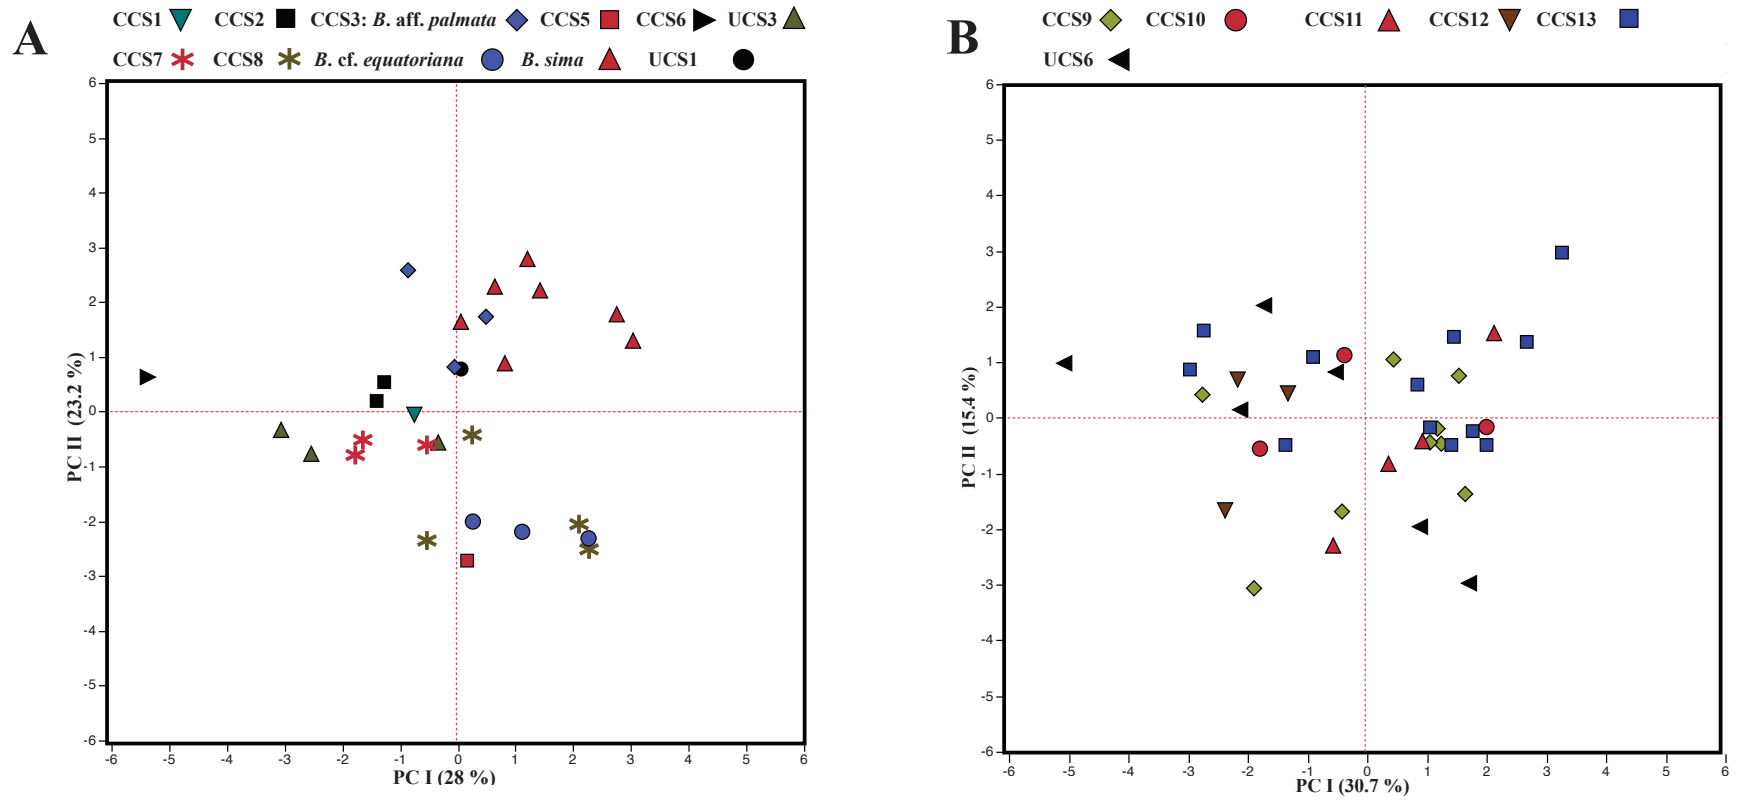 A
CCS1 CCS2 CCS3: B. aff. palmata CCS5 CCS6 UCS3
CCS7 CCS8 B. cf. equatoriana B. sima UCS1
6
5
4
3
2
1
0
-1
-2
-3
-4
-5
-6
PC II (23.2 %)
-6 -5 -4 -3 -2 -1 0 1 2 3 4 5 6
PC I (28 %)
B
CCS9 CCS10 CCS11 CCS12 CCS13
UCS6
6
5
4
3
2
1
0
-1
-2
-3
-4
-5
-6
PC II (15.4 %)
-6 -5 -4 -3 -2 -1 0 1 2 3 4 5 6
PC I (30.7 %)